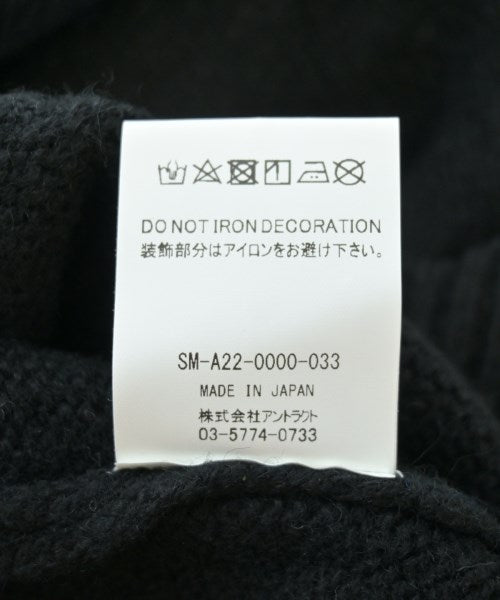 DO NOT IRON DECORATION
装飾部分はアイロンをお避け下さい。
SM-A22-0000-033
MADE IN JAPAN
株式会社アントラクト
03-5774-0733